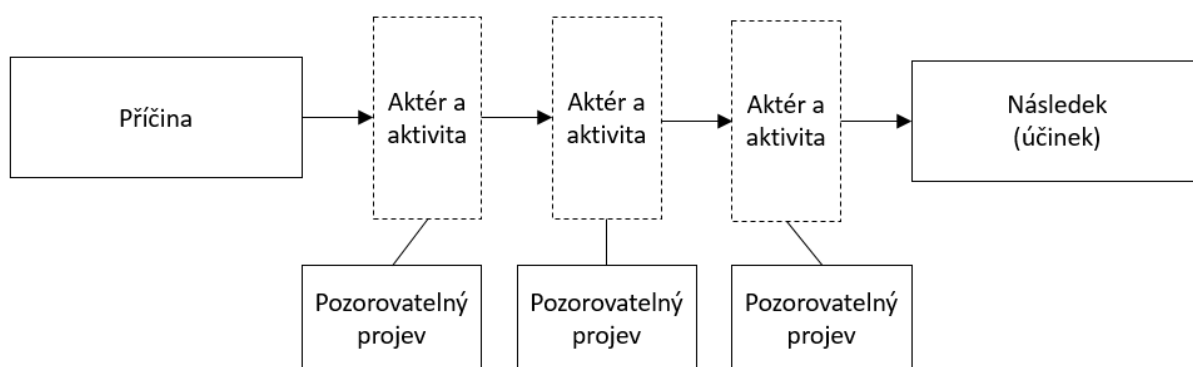 Příčina
Aktér a
aktivita
Aktér a
aktivita
Aktér a
aktivita
Následek
(účinek)
Pozorovatelný
projev
Pozorovatelný
projev
Pozorovatelný
projev